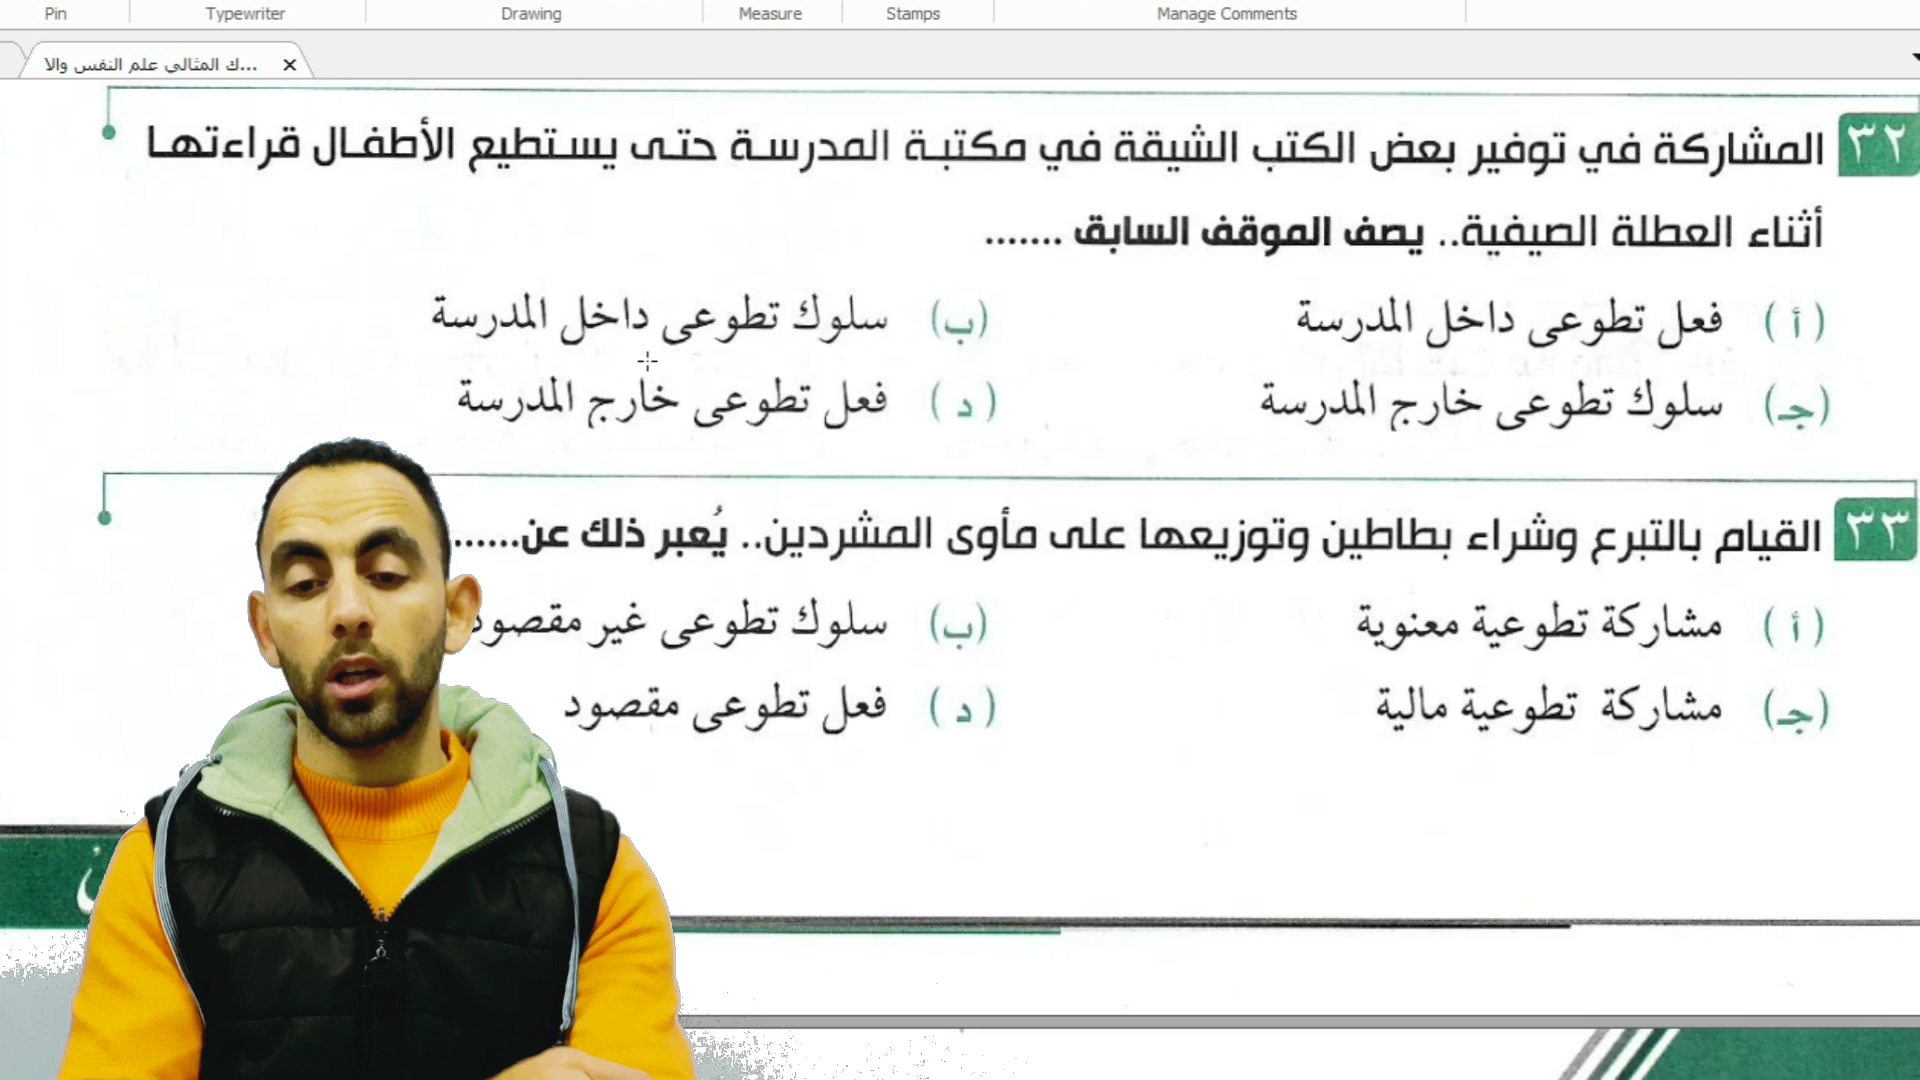 Pin Typewriter Drawing Measure Stamps Manage Comments
ك المثالي علم النفس والا...
٣٢ المشاركة في توفير بعض الكتب الشيقة في مكتبة المدرسة حتى يستطيع الأطفال قراءتها
أثناء العطلة الصيفية.. يصف الموقف السابق .......
(أ) فعل تطوعى داخل المدرسة (ب) سلوك تطوعى داخل المدرسة
(جـ) سلوك تطوعى خارج المدرسة (د) فعل تطوعى خارج المدرسة
٣٣ القيام بالتبرع وشراء بطاطين وتوزيعها على مأوى المشردين.. يُعبر ذلك عن......
(أ) مشاركة تطوعية معنوية (ب) سلوك تطوعى غير مقصود
(جـ) مشاركة تطوعية مالية (د) فعل تطوعى مقصود